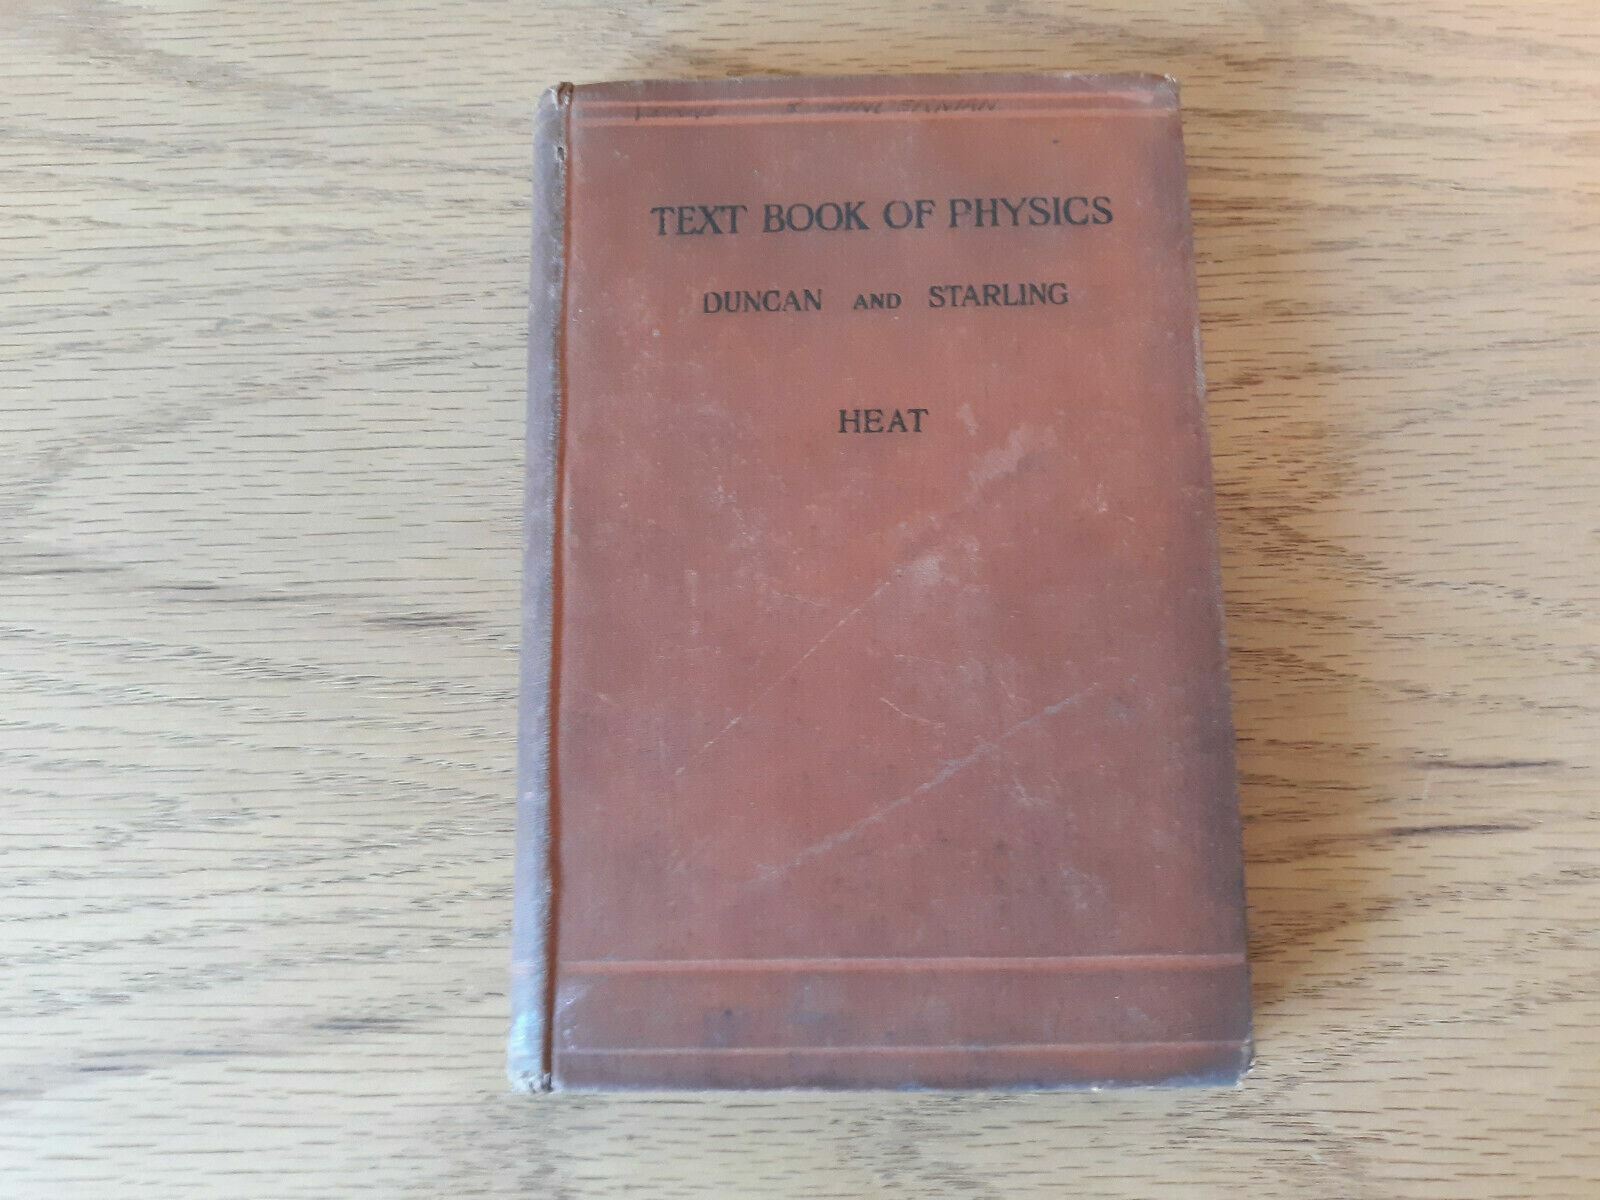 TEXT BOOK OF PHYSICS
DUNCAN AND STARLING
HEAT